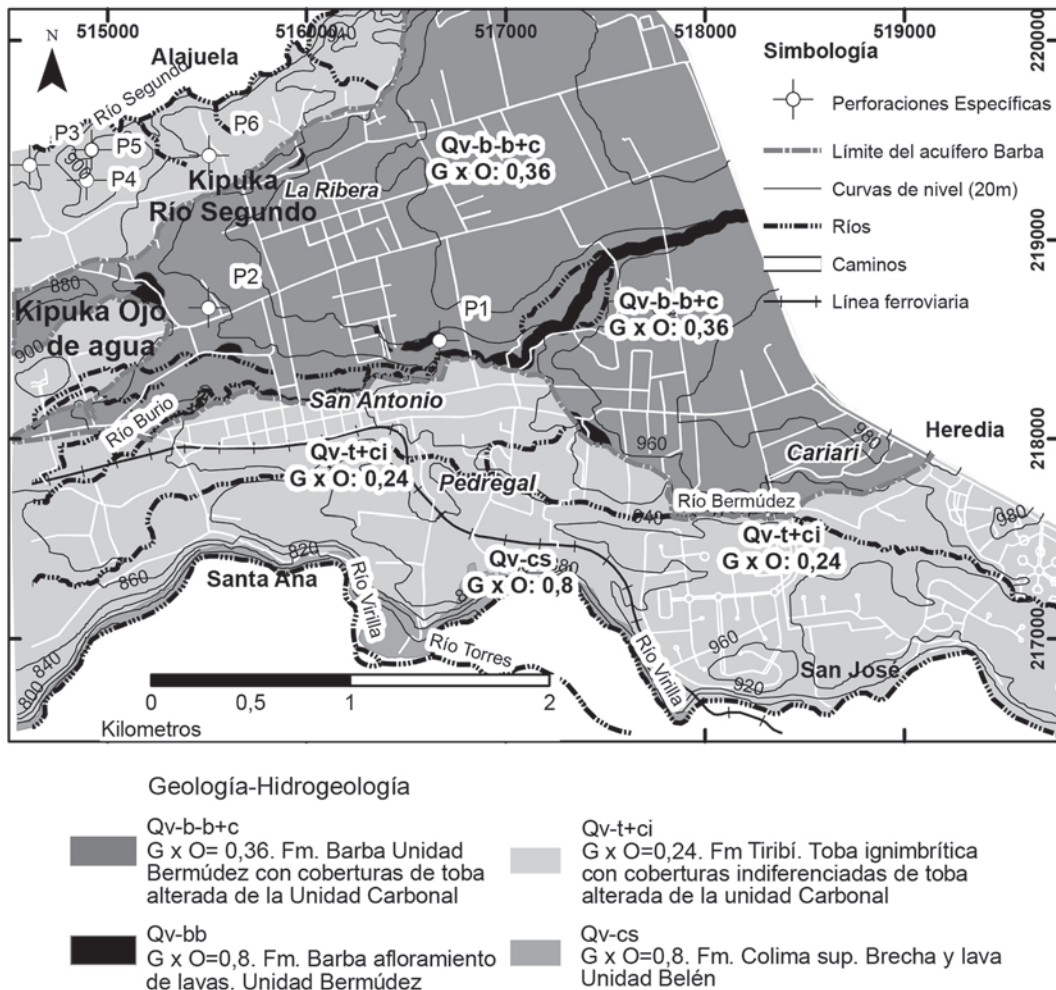 515000
516000
517000
518000
519000
220000
219000
218000
217000
N
Alajuela
Río Segundo
940
P3
P5
P6
900
P4
Kipuka
Río Segundo
La Ribera
Qv-b-b+c
G x O: 0,36
P2
P1
880
Kipuka Ojo
de agua
900
Qv-b-b+c
G x O: 0,36
Río Burio
San Antonio
960
980
Cariari
Heredia
Qv-t+ci
G x O: 0,24
Pedregal
Río Bermúdez
940
980
Qv-t+ci
G x O: 0,24
Qv-cs
G x O: 0,8
820
860
Santa Ana
Río Virilla
Río Torres
Río Virilla
960
San José
920
840
800
0
0,5
1
2
Kilometros
Simbología
Perforaciones Específicas
Límite del acuífero Barba
Curvas de nivel (20m)
Ríos
Caminos
Línea ferroviaria
Geología-Hidrogeología
Qv-b-b+c
G x O= 0,36. Fm. Barba Unidad
Bermúdez con coberturas de toba
alterada de la Unidad Carbonal
Qv-bb
G x O=0,8. Fm. Barba afloramiento
de lavas. Unidad Bermúdez
Qv-t+ci
G x O=0,24. Fm Tiribí. Toba ignimbrítica
con coberturas indiferenciadas de toba
alterada de la unidad Carbonal
Qv-cs
G x O=0,8. Fm. Colima sup. Brecha y lava
Unidad Belén